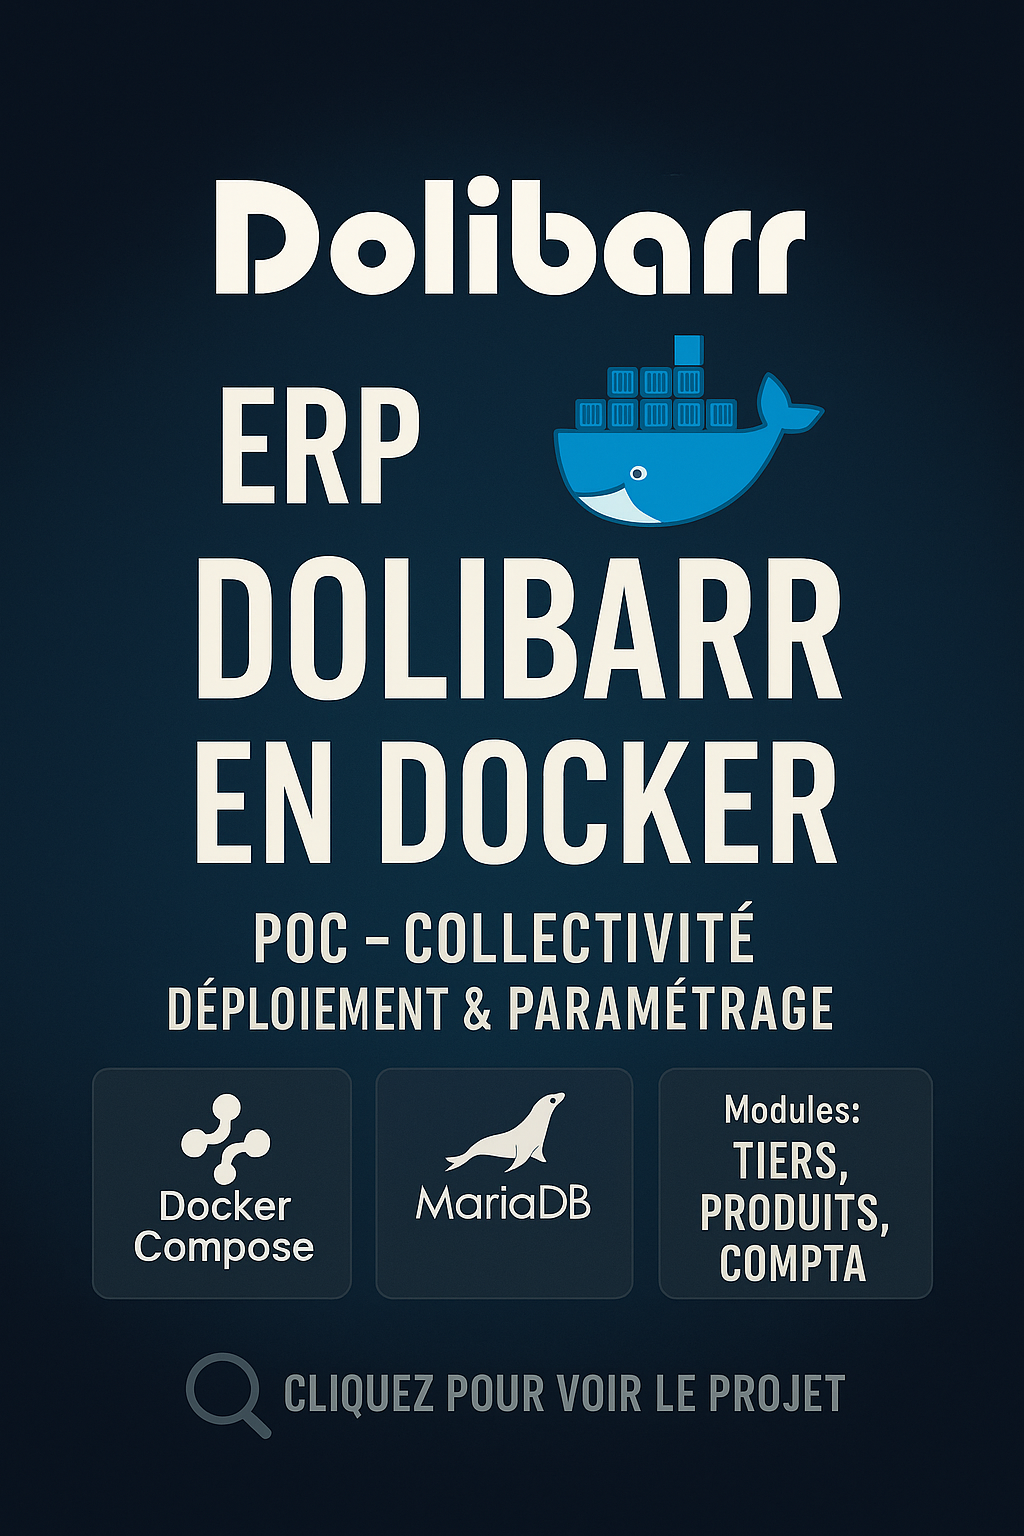 Dolibarr
ERP
DOLIBARR
EN DOCKER
POC – COLLECTIVITÉ
DÉPLOIEMENT & PARAMÉTRAGE
Docker
Compose
MariaDB
Modules:
TIERS,
PRODUITS,
COMPTA
CLIQUEZ POUR VOIR LE PROJET